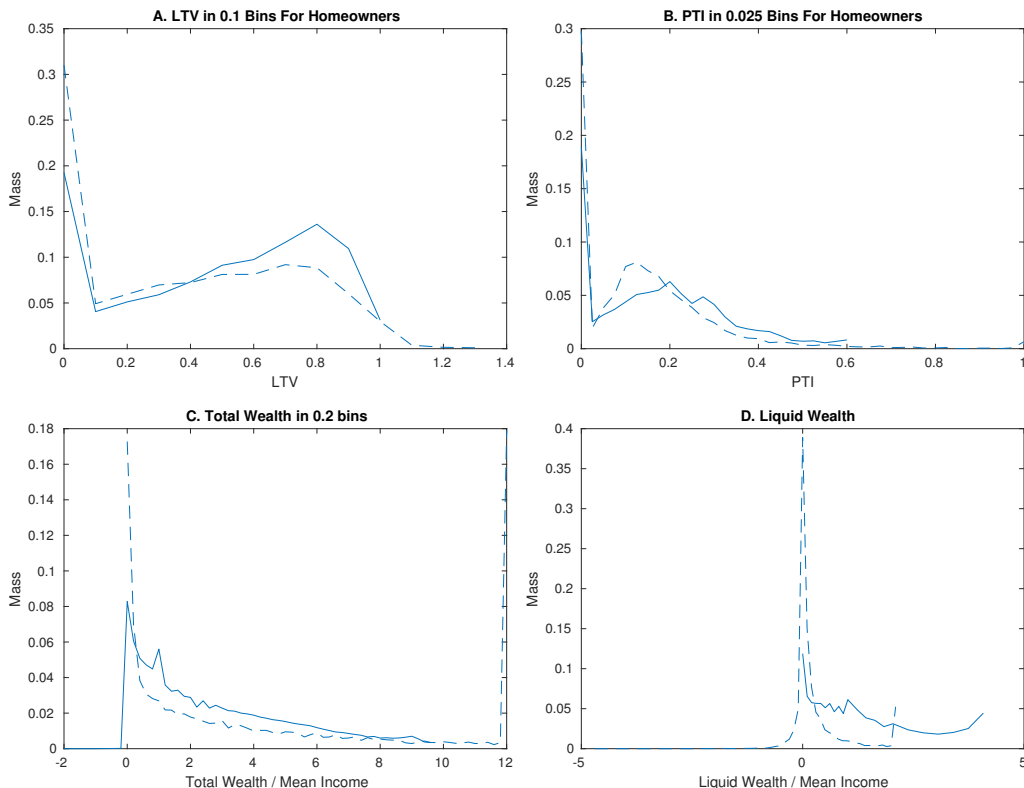 A. LTV in 0.1 Bins For Homeowners
0.35
0.3
0.25
0.2
0.15
0.1
0.05
0
Mass
0 0.2 0.4 0.6 0.8 1 1.2 1.4
LTV
B. PTI in 0.025 Bins For Homeowners
0.3
0.25
0.2
0.15
0.1
0.05
0
Mass
0 0.2 0.4 0.6 0.8 1
PTI
C. Total Wealth in 0.2 bins
0.18
0.16
0.14
0.12
0.1
0.08
0.06
0.04
0.02
0
Mass
-2 0 2 4 6 8 10 12
Total Wealth / Mean Income
D. Liquid Wealth
0.4
0.35
0.3
0.25
0.2
0.15
0.1
0.05
0
Mass
-5 0 5
Liquid Wealth / Mean Income